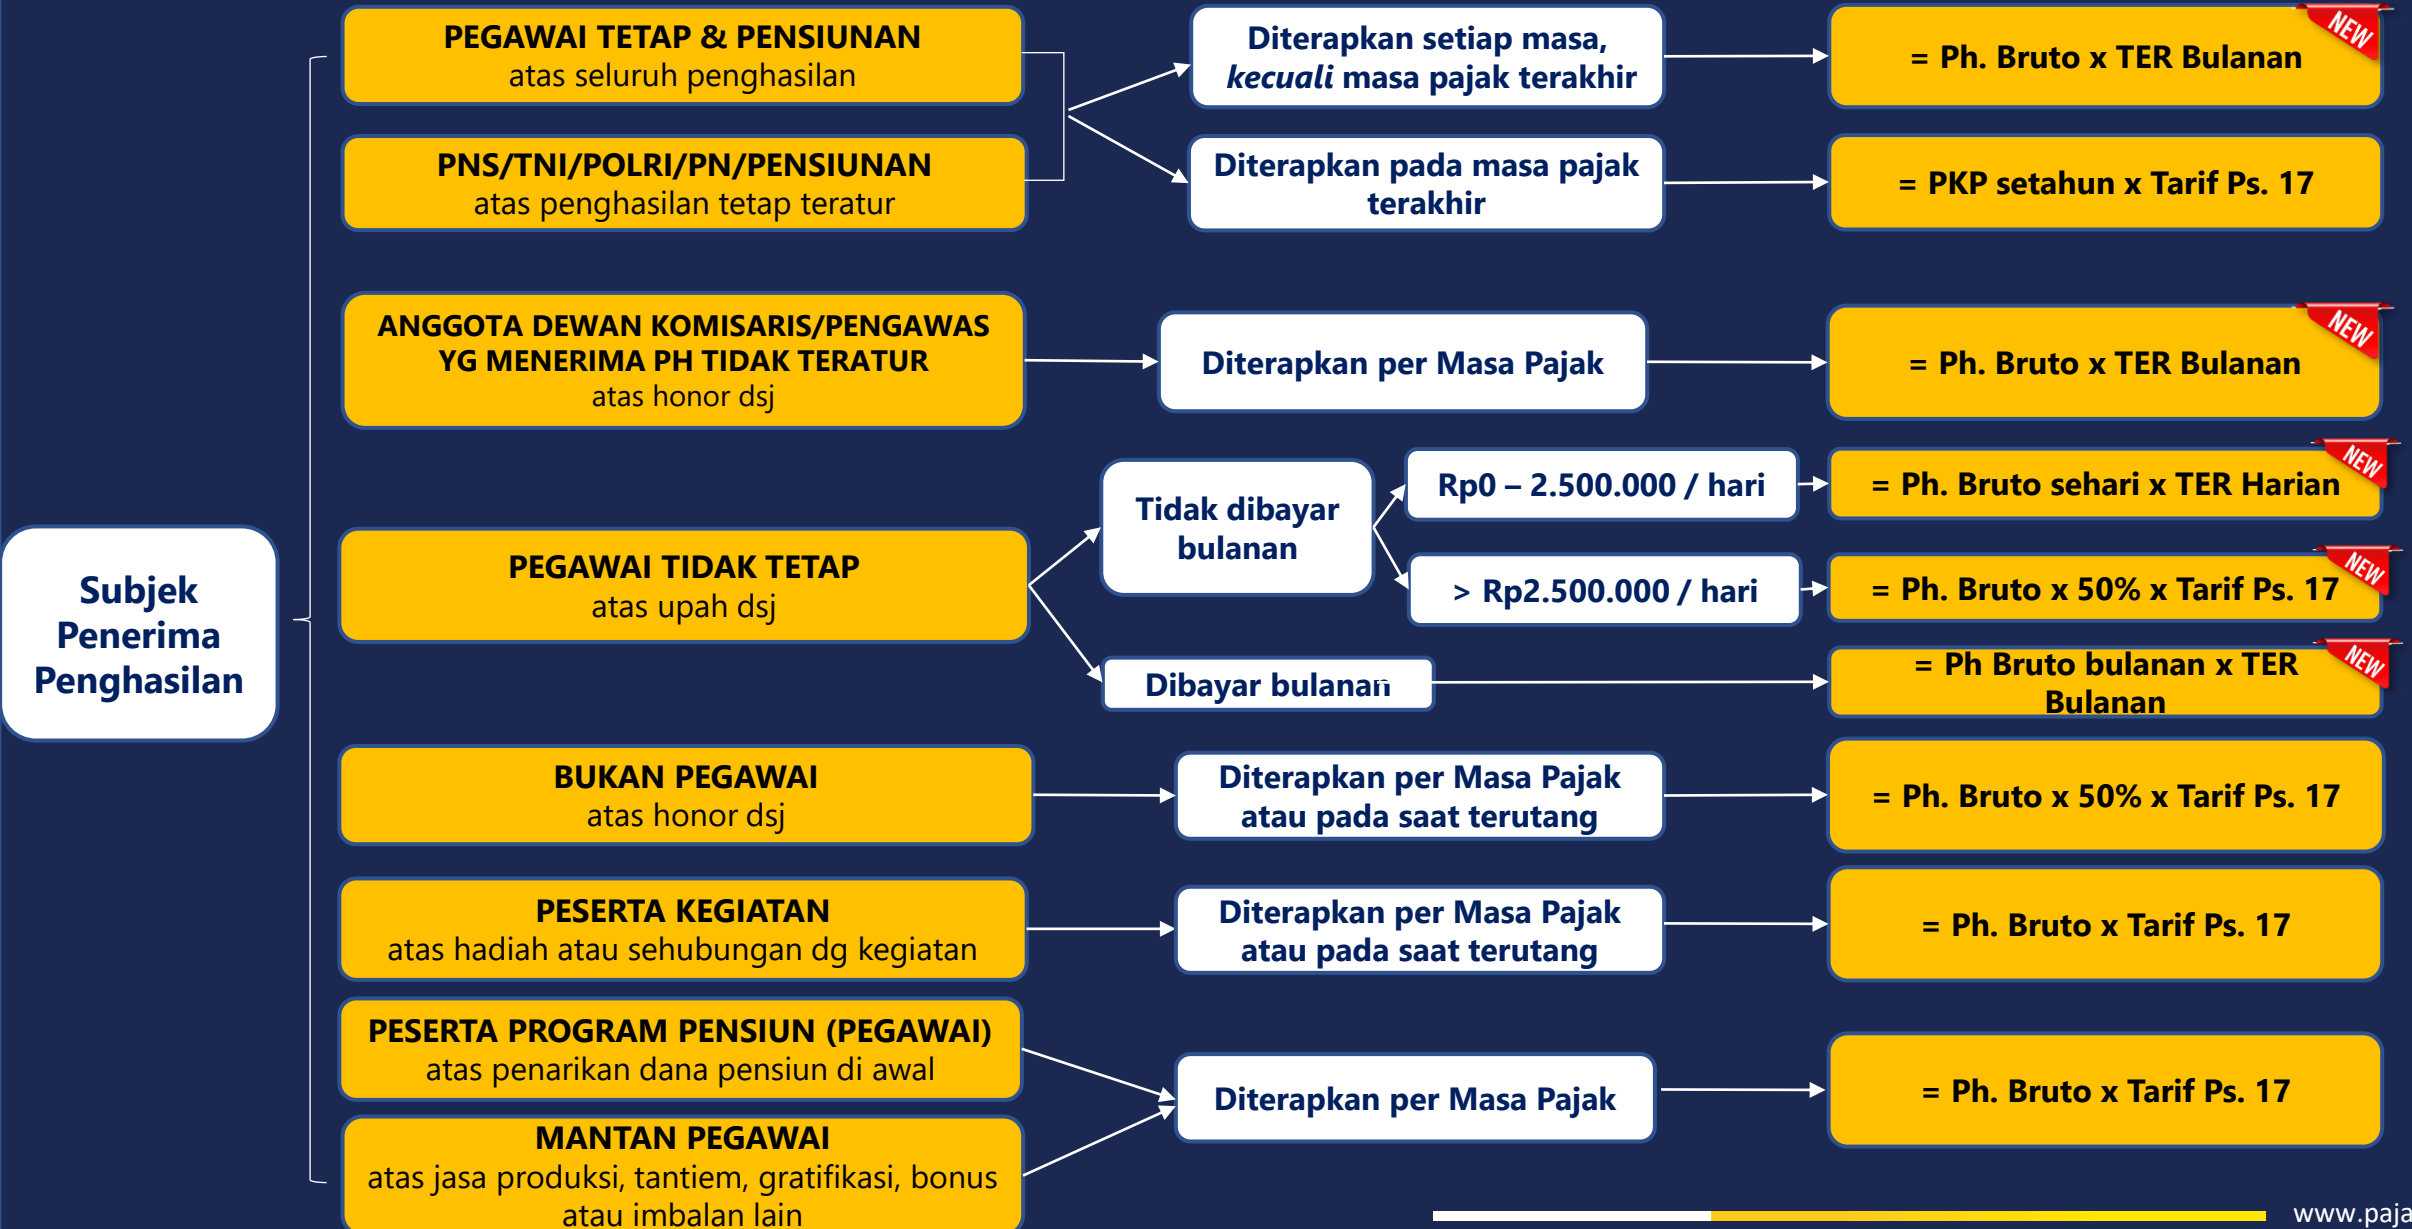 PEGAWAI TETAP & PENSIUNAN
atas seluruh penghasilan
Diterapkan setiap masa,
kecuali masa pajak terakhir
= Ph. Bruto x TER Bulanan
NEW
PNS/TNI/POLRI/PN/PENSIUNAN
atas penghasilan tetap teratur
Diterapkan pada masa pajak
terakhir
= PKP setahun x Tarif Ps. 17
ANGGOTA DEWAN KOMISARIS/PENGAWAS
YG MENERIMA PH TIDAK TERATUR
atas honor dsj
Diterapkan per Masa Pajak
= Ph. Bruto x TER Bulanan
NEW
Subjek
Penerima
Penghasilan
PEGAWAI TIDAK TETAP
atas upah dsj
Tidak dibayar
bulanan
Rp0 – 2.500.000 / hari
= Ph. Bruto sehari x TER Harian
NEW
> Rp2.500.000 / hari
= Ph. Bruto x 50% x Tarif Ps. 17
NEW
Dibayar bulanan
= Ph Bruto bulanan x TER
Bulanan
NEW
BUKAN PEGAWAI
atas honor dsj
Diterapkan per Masa Pajak
atau pada saat terutang
= Ph. Bruto x 50% x Tarif Ps. 17
PESERTA KEGIATAN
atas hadiah atau sehubungan dg kegiatan
Diterapkan per Masa Pajak
atau pada saat terutang
= Ph. Bruto x Tarif Ps. 17
PESERTA PROGRAM PENSIUN (PEGAWAI)
atas penarikan dana pensiun di awal
MANTAN PEGAWAI
atas jasa produksi, tantiem, gratifikasi, bonus
atau imbalan lain
Diterapkan per Masa Pajak
= Ph. Bruto x Tarif Ps. 17
www.paja